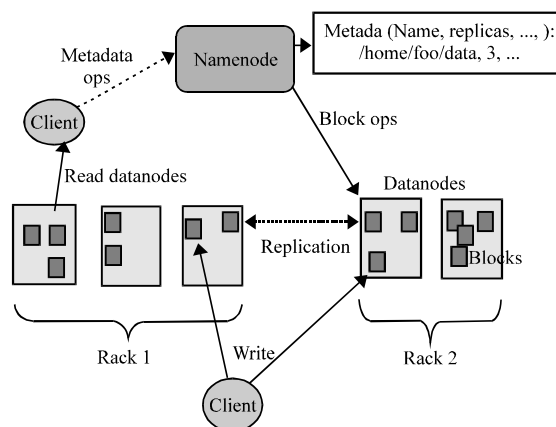 Metada (Name, replicas, ..., ):
/home/foo/data, 3, ...
Metadata
ops
Namenode
Client
Block ops
Read datanodes
Datanodes
Replication
Blocks
Rack 1
Write
Rack 2
Client